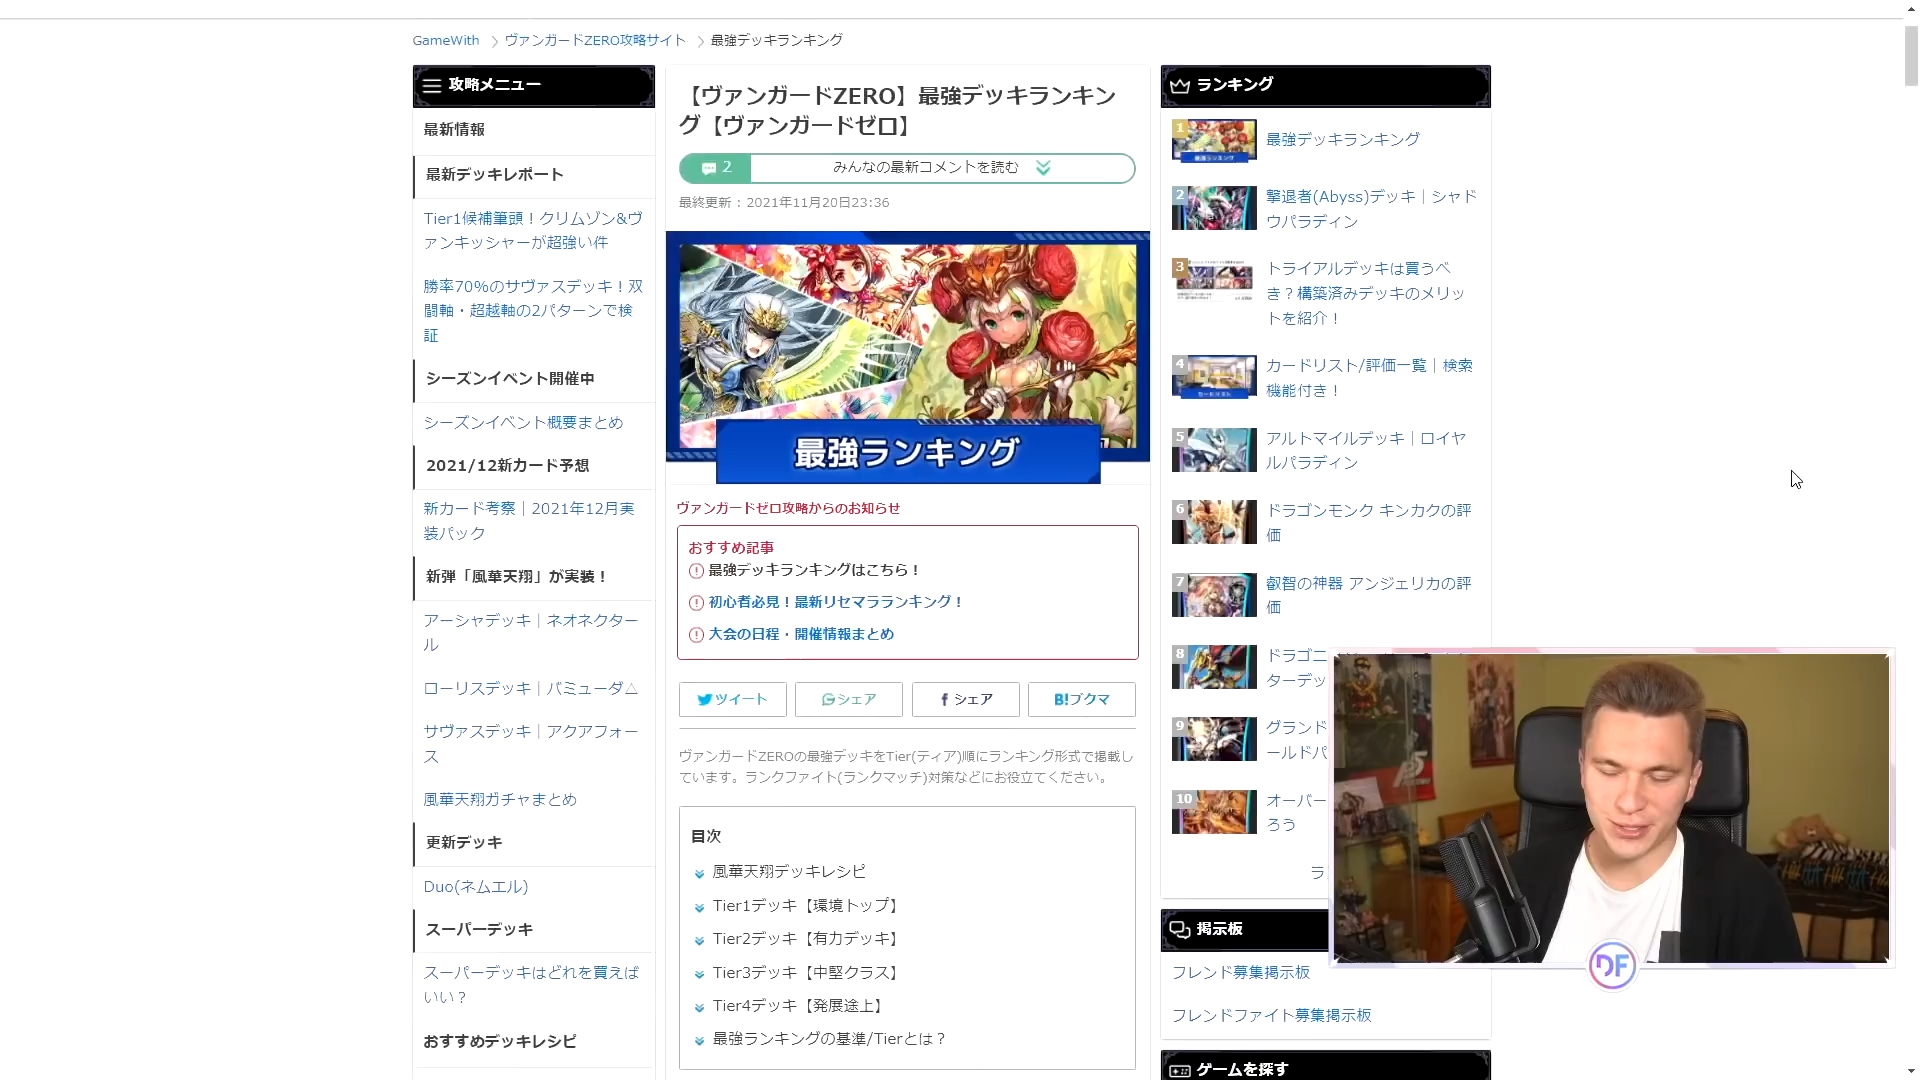 GameWith
ヴァンガードZERO攻略サイト
最強デッキランキング
攻略メニュー
最新情報
最新デッキレポート
Tier1候補筆頭！クリムゾン&ヴ
ァンキッシャーが超強い件
勝率70%のサヴァスデッキ！双
闘軸・超越軸の2パターンで検
証
シーズンイベント開催中
シーズンイベント概要まとめ
2021/12新カード予想
新カード考察｜2021年12月実
装パック
新弾「風華天翔」が実装！
アーシャデッキ｜ネオネクター
ル
ローリスデッキ｜バミューダ△
サヴァスデッキ｜アクアフォー
ス
風華天翔ガチャまとめ
更新デッキ
Duo(ネムエル)
スーパーデッキ
スーパーデッキはどれを買えば
いい？
おすすめデッキレシピ
【ヴァンガードZERO】最強デッキランキン
グ【ヴァンガードゼロ】
2
みんなの最新コメントを読む
最終更新：2021年11月20日23:36
最強ランキング
ヴァンガードゼロ攻略からのお知らせ
おすすめ記事
最強デッキランキングはこちら！
初心者必見！最新リセマラランキング！
大会の日程・開催情報まとめ
ツイート
シェア
シェア
B!ブクマ
ヴァンガードZEROの最強デッキをTier(ティア)順にランキング形式で掲載し
ています。ランクファイト(ランクマッチ)対策などにお役立てください。
目次
風華天翔デッキレシピ
Tier1デッキ【環境トップ】
Tier2デッキ【有力デッキ】
Tier3デッキ【中堅クラス】
Tier4デッキ【発展途上】
最強ランキングの基準/Tierとは？
ランキング
1
最強デッキランキング
2
撃退者(Abyss)デッキ｜シャド
ウパラディン
3
トライアルデッキは買うべ
き？構築済みデッキのメリッ
トを紹介！
4
カードリスト/評価一覧｜検索
機能付き！
5
アルトマイルデッキ｜ロイヤ
ルパラディン
6
ドラゴンモンク キンカクの評
価
7
叡智の神器 アンジェリカの評
価
8
ドラゴニ
ターデッ
9
グランド
ールドパ
10
オーバー
ろう
掲示板
フレンド募集掲示板
フレンドファイト募集掲示板
ゲームを探す
DF